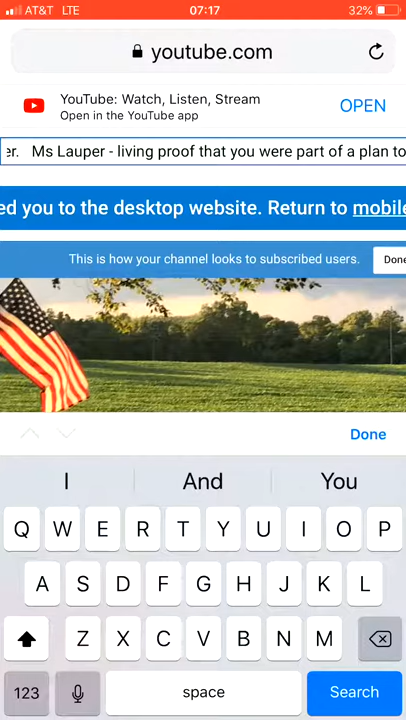 AT&T LTE 07:17 32%
youtube.com
YouTube: Watch, Listen, Stream
Open in the YouTube app
OPEN
er. Ms Lauper - living proof that you were part of a plan to
ed you to the desktop website. Return to mobile
This is how your channel looks to subscribed users. Done
Done
I And You
Q W E R T Y U I O P
A S D F G H J K L
Z X C V B N M
123 space Search